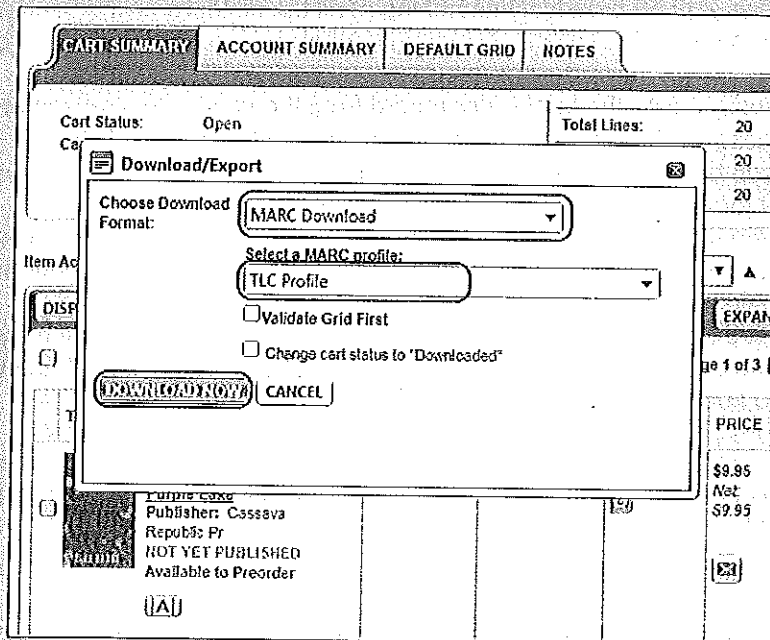 CART SUMMARY ACCOUNT SUMMARY DEFAULT GRID NOTES
Cart Status: Open Total Lines: 20
Ca 20
20
Download/Export
Choose Download Format:
MARC Download
Select a MARC profile:
TLC Profile
Validate Grid First
Change cart status to "Downloaded"
DOWNLOAD NOW CANCEL
Item Ac
DISP EXPAN
ge 1 of 3
T PRICE
$9.95
Net:
$9.95
Purple Lake
Publisher: Cassava
Republic Pr
NOT YET PUBLISHED
Available to Preorder
A